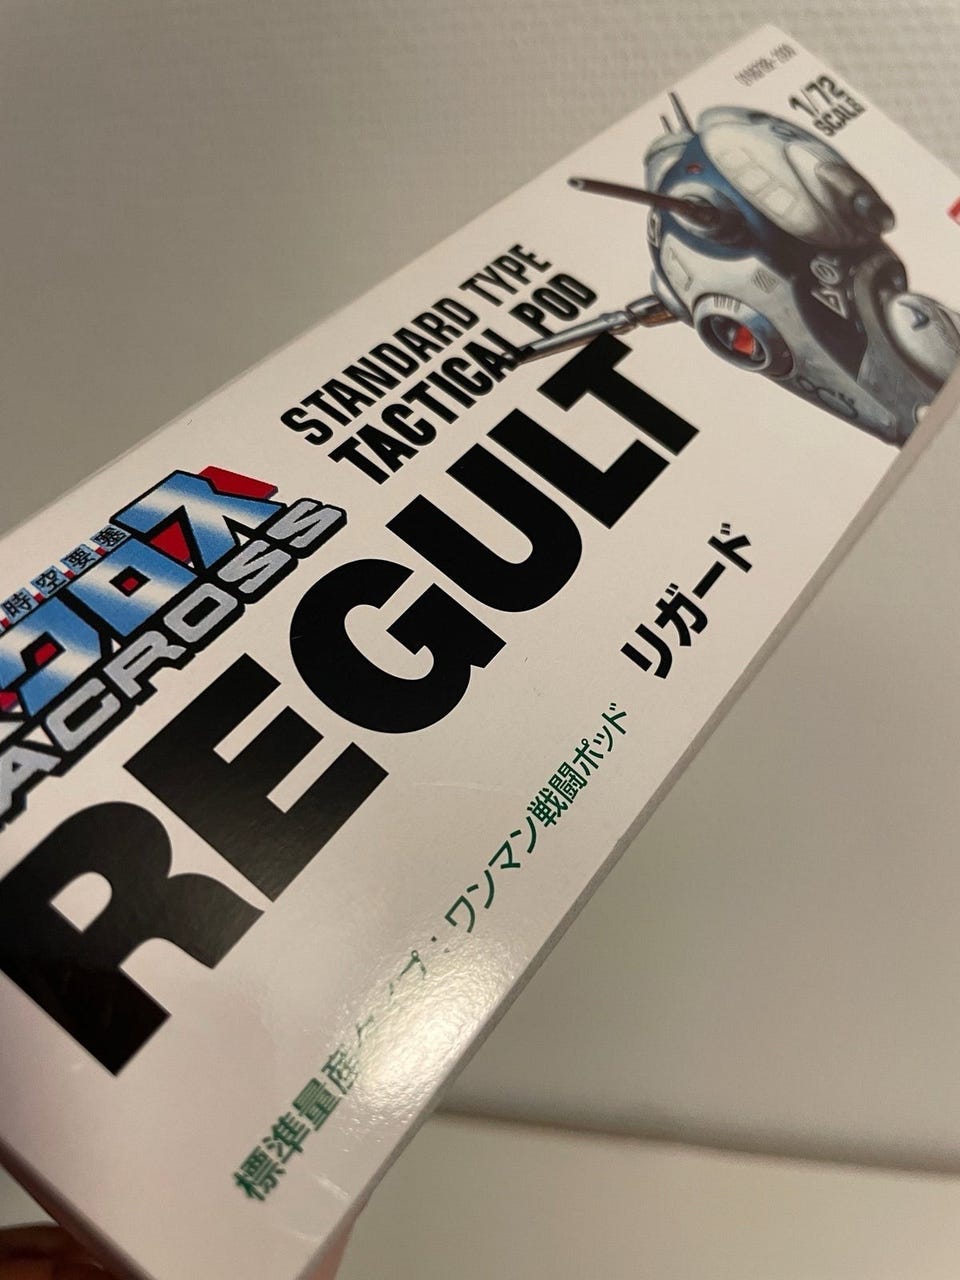 1/72
SCALE
時空要塞
マクロス
MACROSS
STANDARD TYPE
TACTICAL POD
REGULT
リガード
標準量産タイプ:ワンマン戦闘ポッド